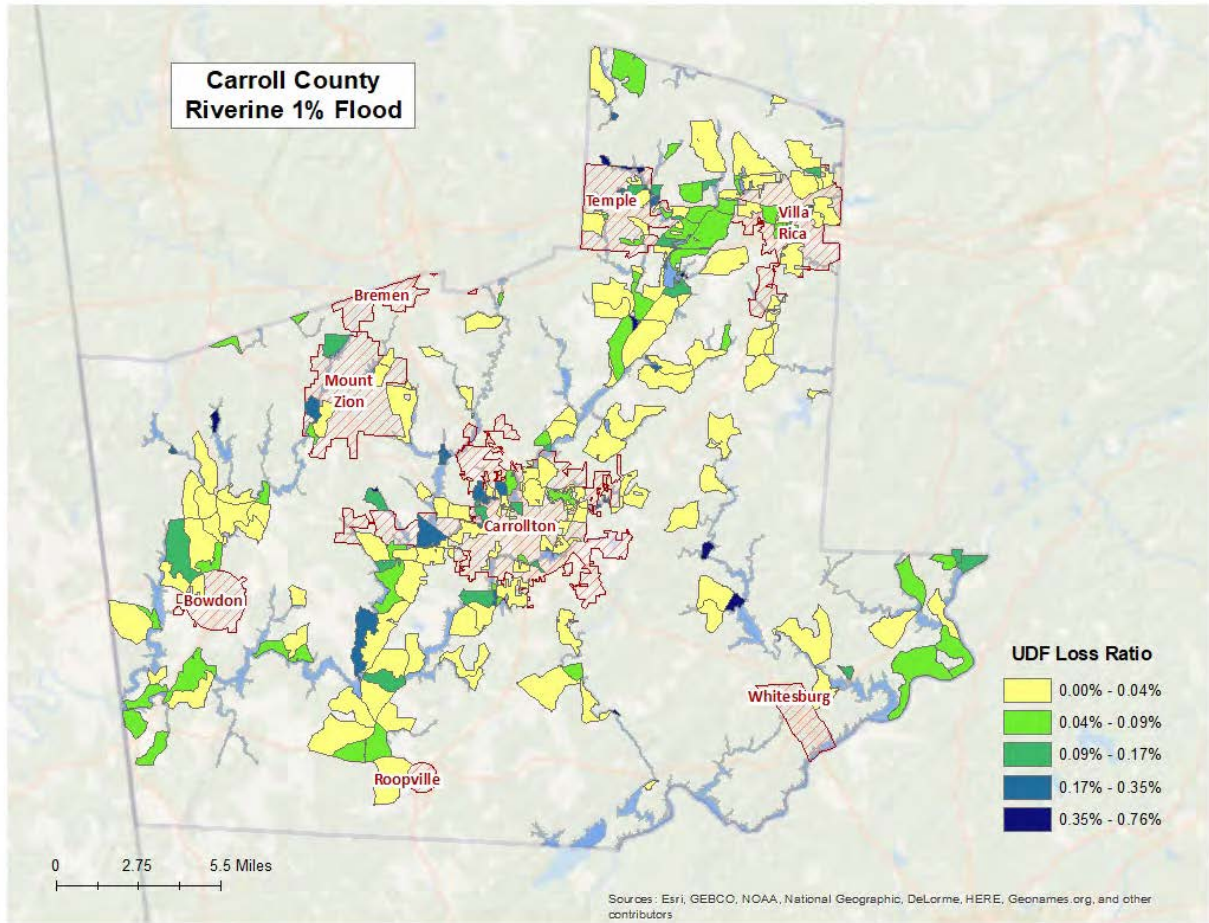 Carroll County
Riverine 1% Flood
Temple
Villa
Rica
Bremen
Mount
Zion
Carrollton
Bowdon
Whitesburg
Roopville
UDF Loss Ratio
0.00% - 0.04%
0.04% - 0.09%
0.09% - 0.17%
0.17% - 0.35%
0.35% - 0.76%
0 2.75 5.5 Miles
Sources: Esri, GEBCO, NOAA, National Geographic, DeLorme, HERE, Geonames.org, and other
contributors